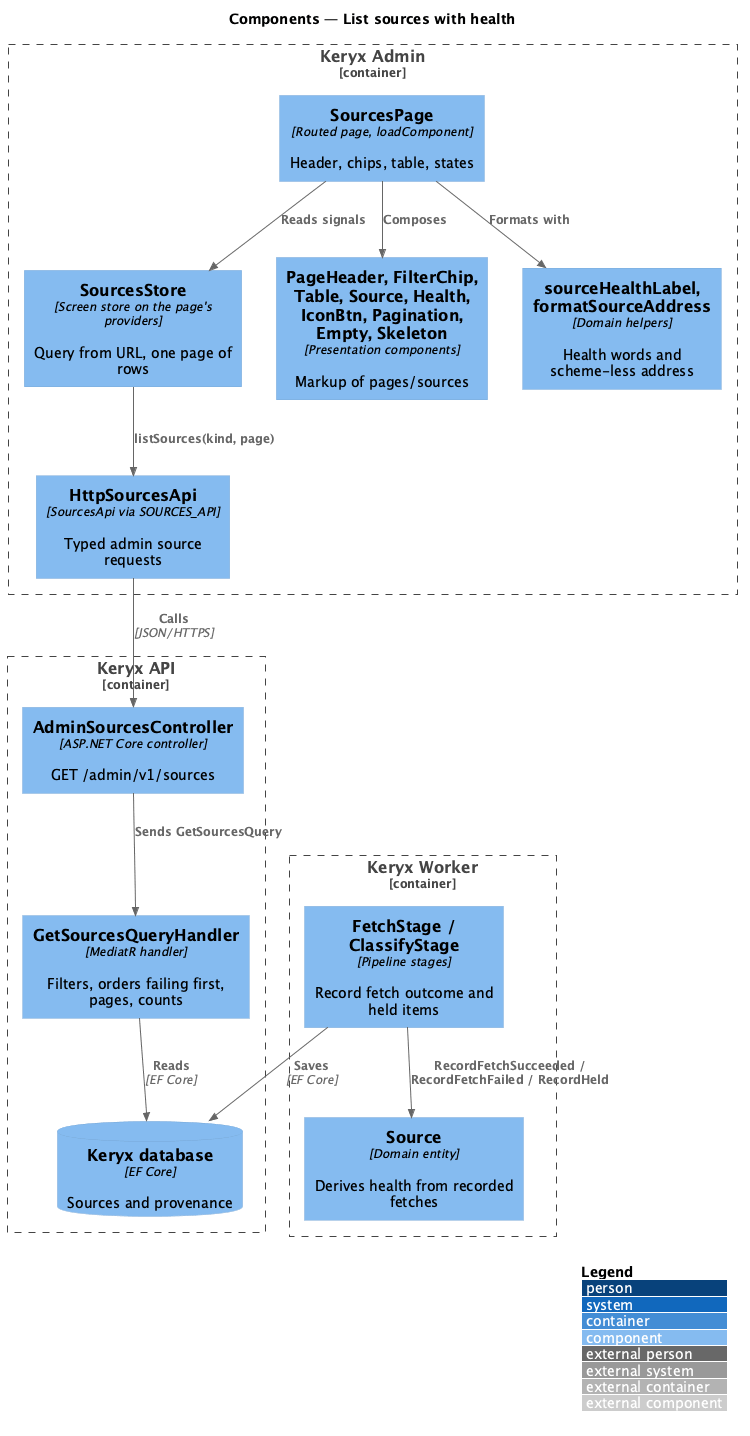 Components — List sources with health
Keryx Admin
[container]
SourcesPage
[Routed page, loadComponent]
Header, chips, table, states
Reads signals
Composes
Formats with
SourcesStore
[Screen store on the page's
providers]
Query from URL, one page of
rows
PageHeader, FilterChip,
Table, Source, Health,
IconBtn, Pagination,
Empty, Skeleton
[Presentation components]
Markup of pages/sources
sourceHealthLabel,
formatSourceAddress
[Domain helpers]
Health words and
scheme-less address
listSources(kind, page)
HttpSourcesApi
[SourcesApi via SOURCES_API]
Typed admin source
requests
Calls
[JSON/HTTPS]
Keryx API
[container]
AdminSourcesController
[ASP.NET Core controller]
GET /admin/v1/sources
Sends GetSourcesQuery
GetSourcesQueryHandler
[MediatR handler]
Filters, orders failing first,
pages, counts
Keryx Worker
[container]
FetchStage /
ClassifyStage
[Pipeline stages]
Record fetch outcome and
held items
Reads
[EF Core]
Saves
[EF Core]
RecordFetchSucceeded /
RecordFetchFailed / RecordHeld
Keryx database
[EF Core]
Sources and provenance
Source
[Domain entity]
Derives health from recorded
fetches
Legend
person
system
container
component
external person
external system
external container
external component